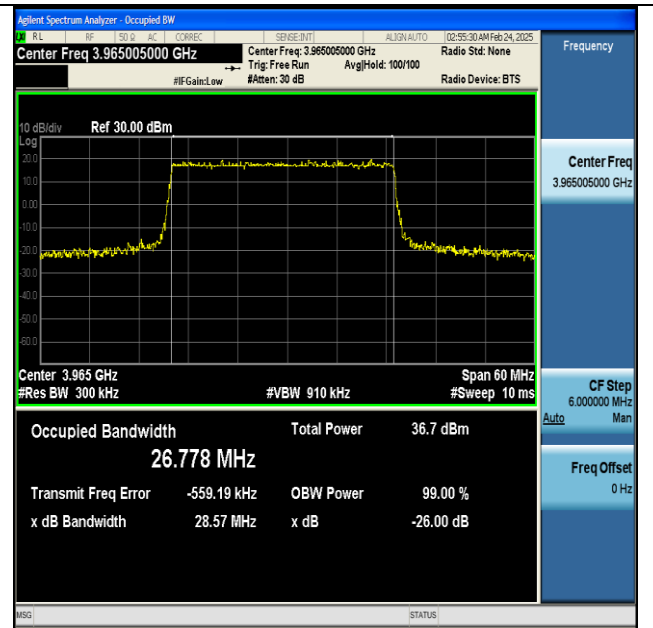 Agilent Spectrum Analyzer - Occupied BW
LXI RL RF 50 Ω AC CORREC SENSE:INT ALIGN AUTO 02:55:30 AM Feb 24, 2025
Center Freq 3.965005000 GHz Center Freq: 3.965005000 GHz Radio Std: None
Trig: Free Run Avg|Hold: 100/100
#IFGain:Low #Atten: 30 dB Radio Device: BTS
Frequency
10 dB/div Ref 30.00 dBm
Log
20.0
10.0
0.00
-10.0
-20.0
-30.0
-40.0
-50.0
-60.0
Center 3.965 GHz Span 60 MHz
#Res BW 300 kHz #VBW 910 kHz #Sweep 10 ms
Occupied Bandwidth Total Power 36.7 dBm
26.778 MHz
Transmit Freq Error -559.19 kHz OBW Power 99.00 %
x dB Bandwidth 28.57 MHz x dB -26.00 dB
Center Freq
3.965005000 GHz
CF Step
6.000000 MHz
Auto Man
Freq Offset
0 Hz
MSG STATUS